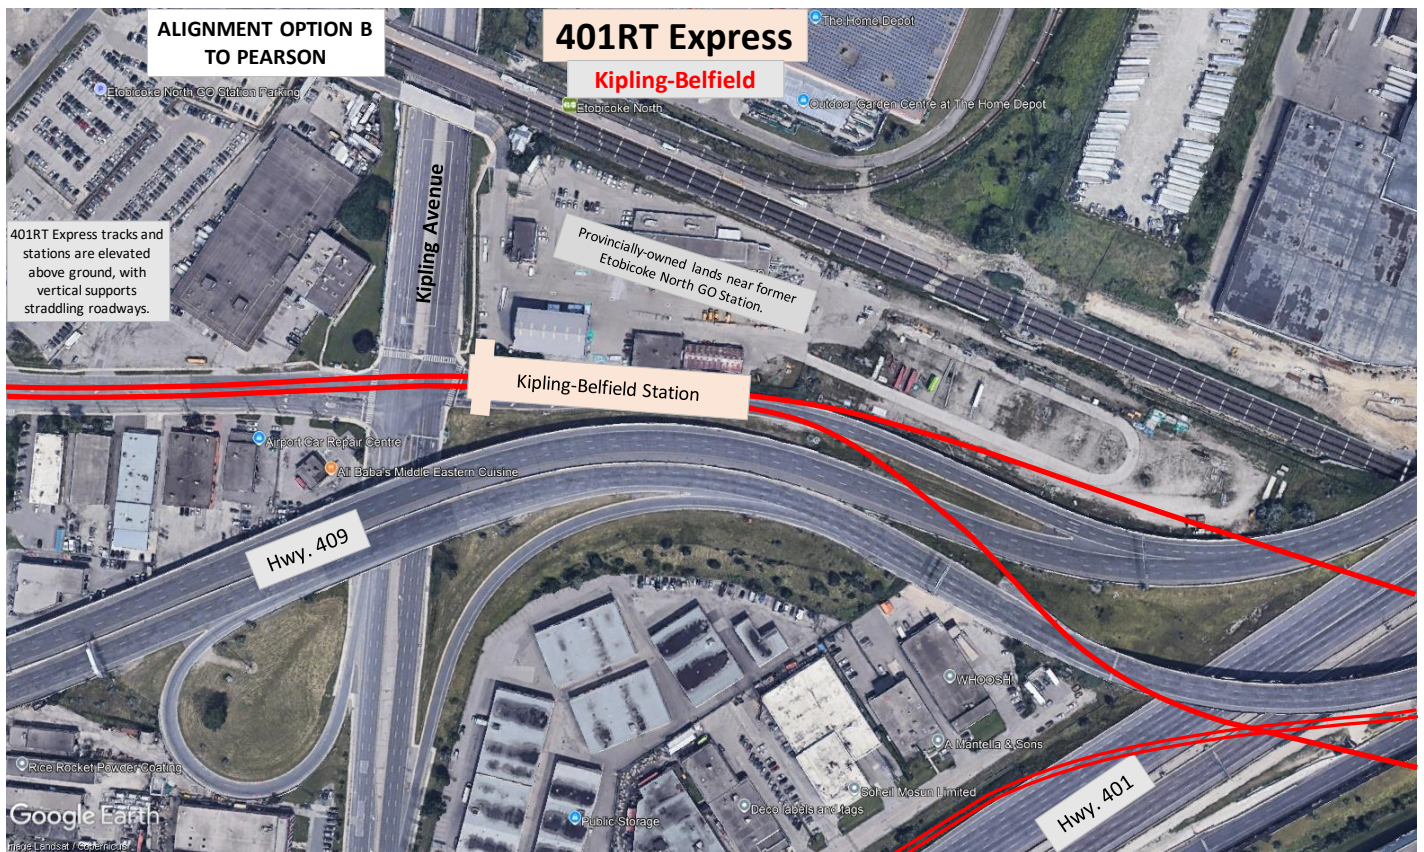 ALIGNMENT OPTION B
TO PEARSON
401RT Express
Kipling-Belfield
The Home Depot
Etobicoke North GO Station Parking
Etobicoke North
Outdoor Garden Centre at The Home Depot
Kipling Avenue
401RT Express tracks and
stations are elevated
above ground, with
vertical supports
straddling roadways.
Provincially-owned lands near former
Etobicoke North GO Station.
Kipling-Belfield Station
Airport Car Repair Centre
Ali Baba's Middle Eastern Cuisine
Hwy. 409
WHOOSH
A Mantella & Sons
Rice Rocket Powder Coating
Soheil Mosun Limited
Deco labels and tags
Hwy. 401
Public Storage
Google Earth
Image Landsat / Copernicus